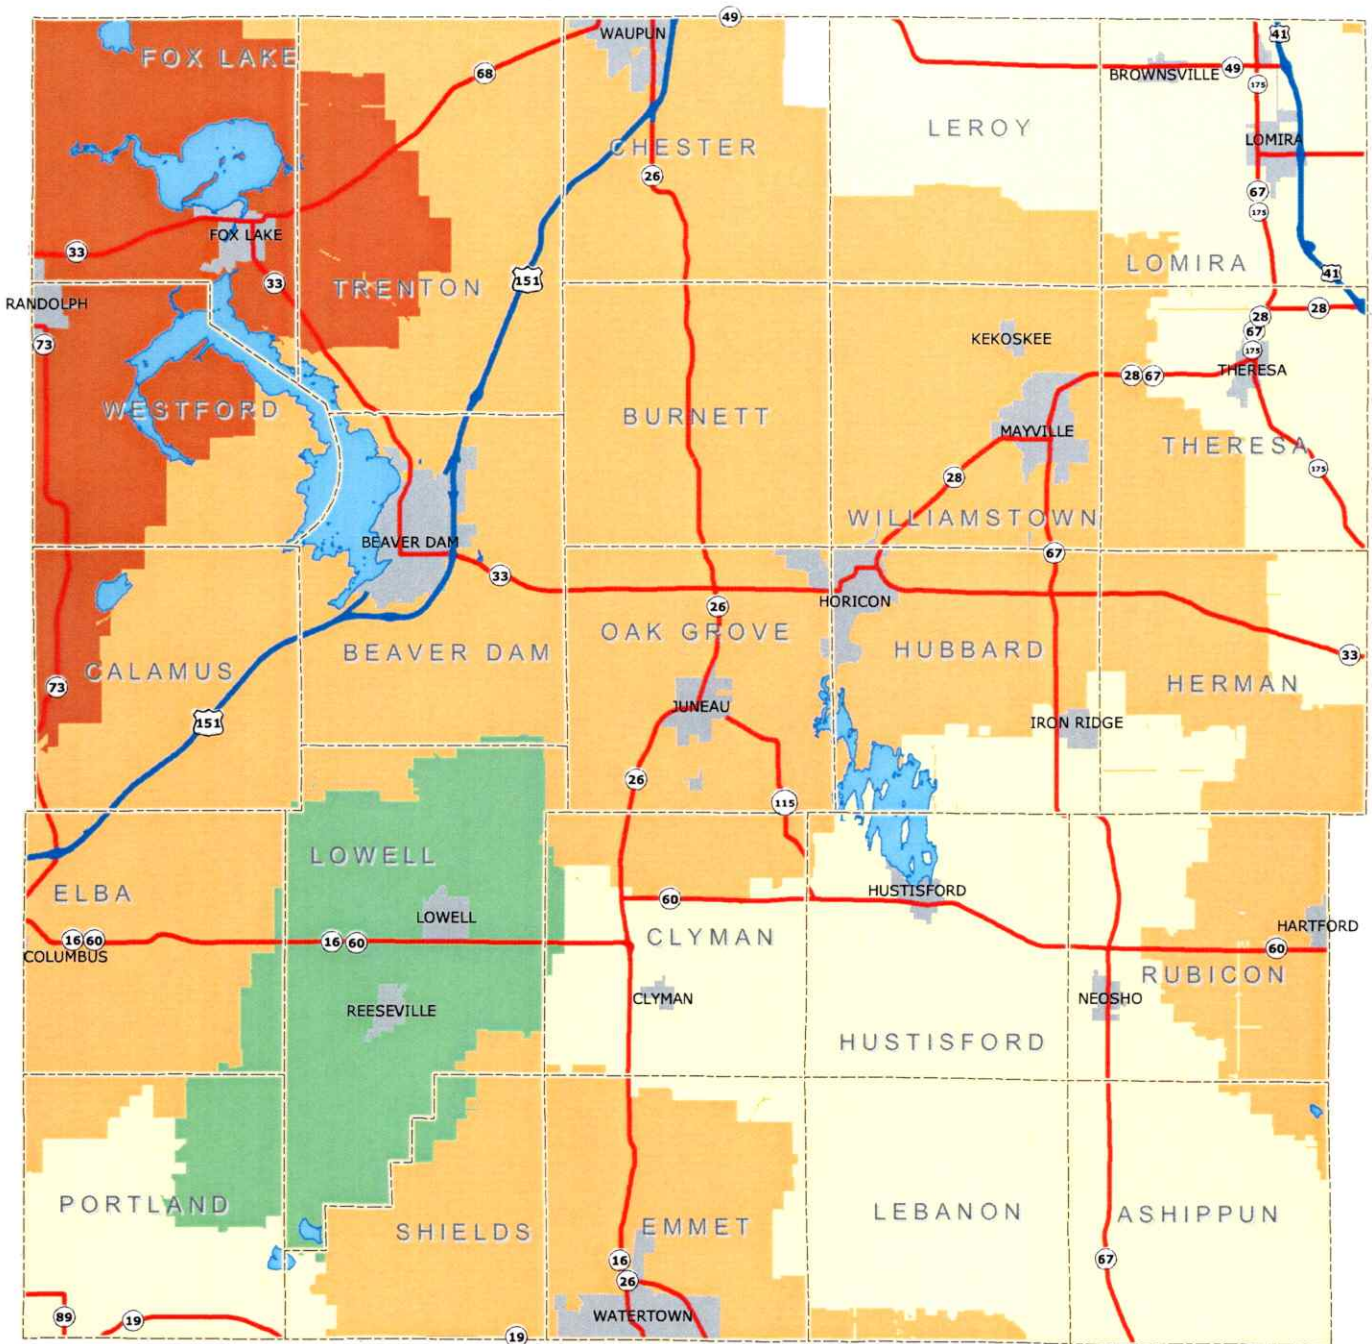 49
WAUPUN
41
FOX LAKE
68
BROWNSVILLE
49
175
LEROY
CHESTER
LOMIRA
26
67
175
FOX LAKE
33
33
TRENTON
151
LOMIRA
41
RANDOLPH
73
28
28
67
175
KEKOSKEE
THERESA
28
67
WESTFORD
BURNETT
MAYVILLE
THERESA
175
28
WILLIAMSTOWN
BEAVER DAM
67
33
HORICON
26
OAK GROVE
HUBBARD
BEAVER DAM
33
CALAMUS
73
HERMAN
151
JUNEAU
IRON RIDGE
26
115
LOWELL
ELBA
HUSTISFORD
60
LOWELL
HARTFORD
16
60
16
60
CLYMAN
60
COLUMBUS
RUBICON
REESEVILLE
CLYMAN
NEOSHO
HUSTISFORD
PORTLAND
LEBANON
ASHIPPUN
SHIELDS
EMMET
16
67
26
89
19
WATERTOWN
19